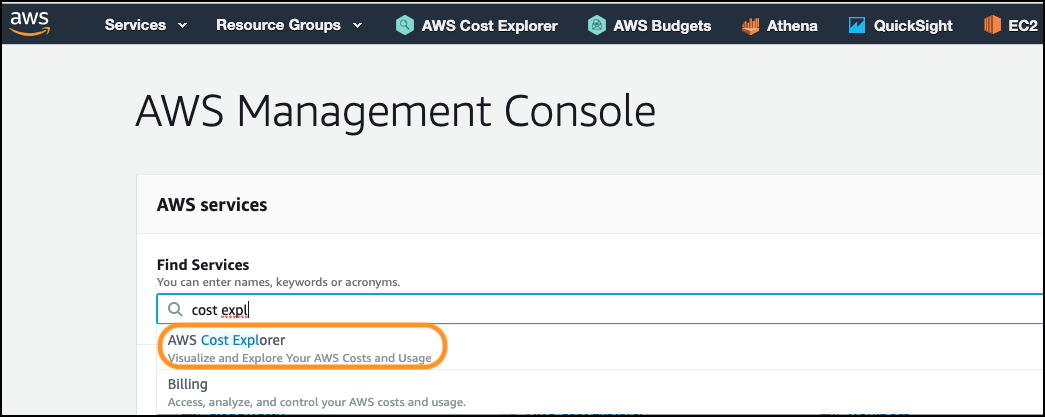 aws Services Resource Groups AWS Cost Explorer AWS Budgets Athena QuickSight EC2
AWS Management Console
AWS services
Find Services
You can enter names, keywords or acronyms.
cost expl
AWS Cost Explorer
Visualize and Explore Your AWS Costs and Usage
Billing
Access, analyze, and control your AWS costs and usage.